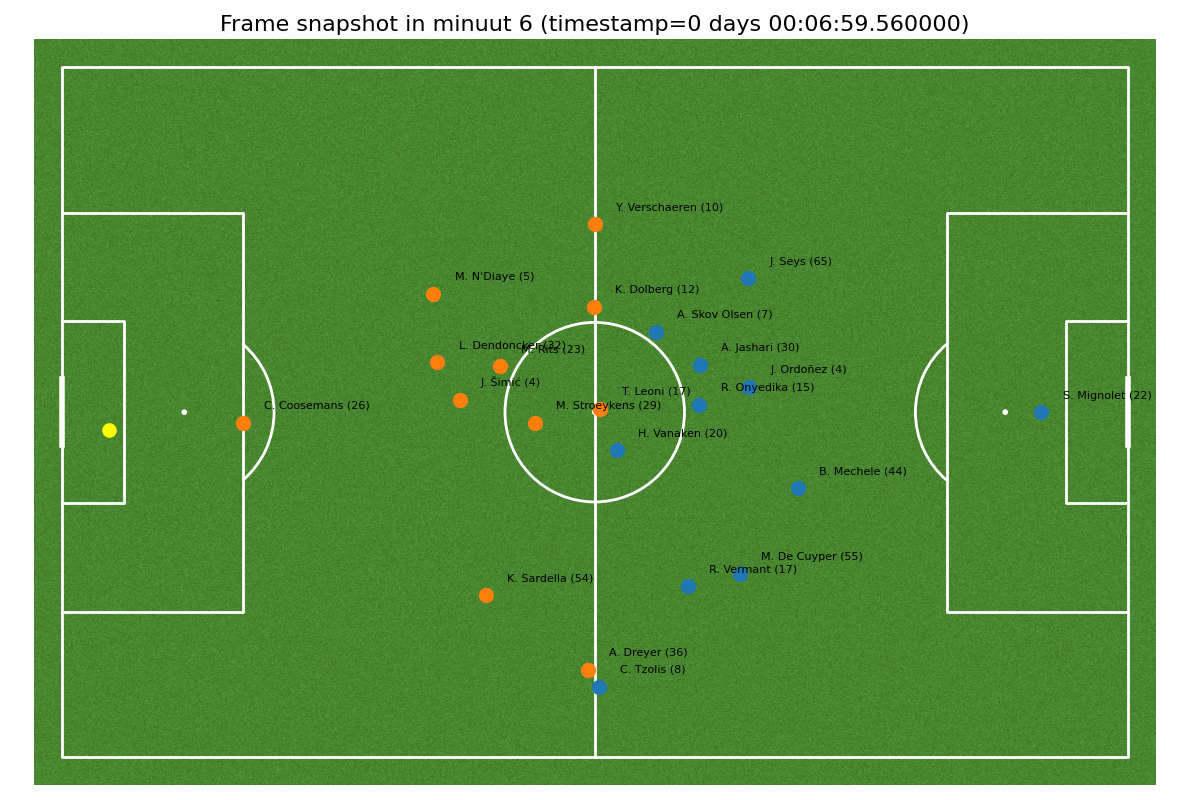 Frame snapshot in minuut 6 (timestamp=0 days 00:06:59.560000)
Y. Verschaeren (10)
J. Seys (65)
M. N'Diaye (5)
K. Dolberg (12)
A. Skov Olsen (7)
L. Dendoncker (32)
M. Rits (23)
A. Jashari (30)
J. Ordoñez (4)
J. Šimić (4)
T. Leoni (17)
R. Onyedika (15)
S. Mignolet (22)
C. Coosemans (26)
M. Stroeykens (29)
H. Vanaken (20)
B. Mechele (44)
M. De Cuyper (55)
R. Vermant (17)
K. Sardella (54)
A. Dreyer (36)
C. Tzolis (8)